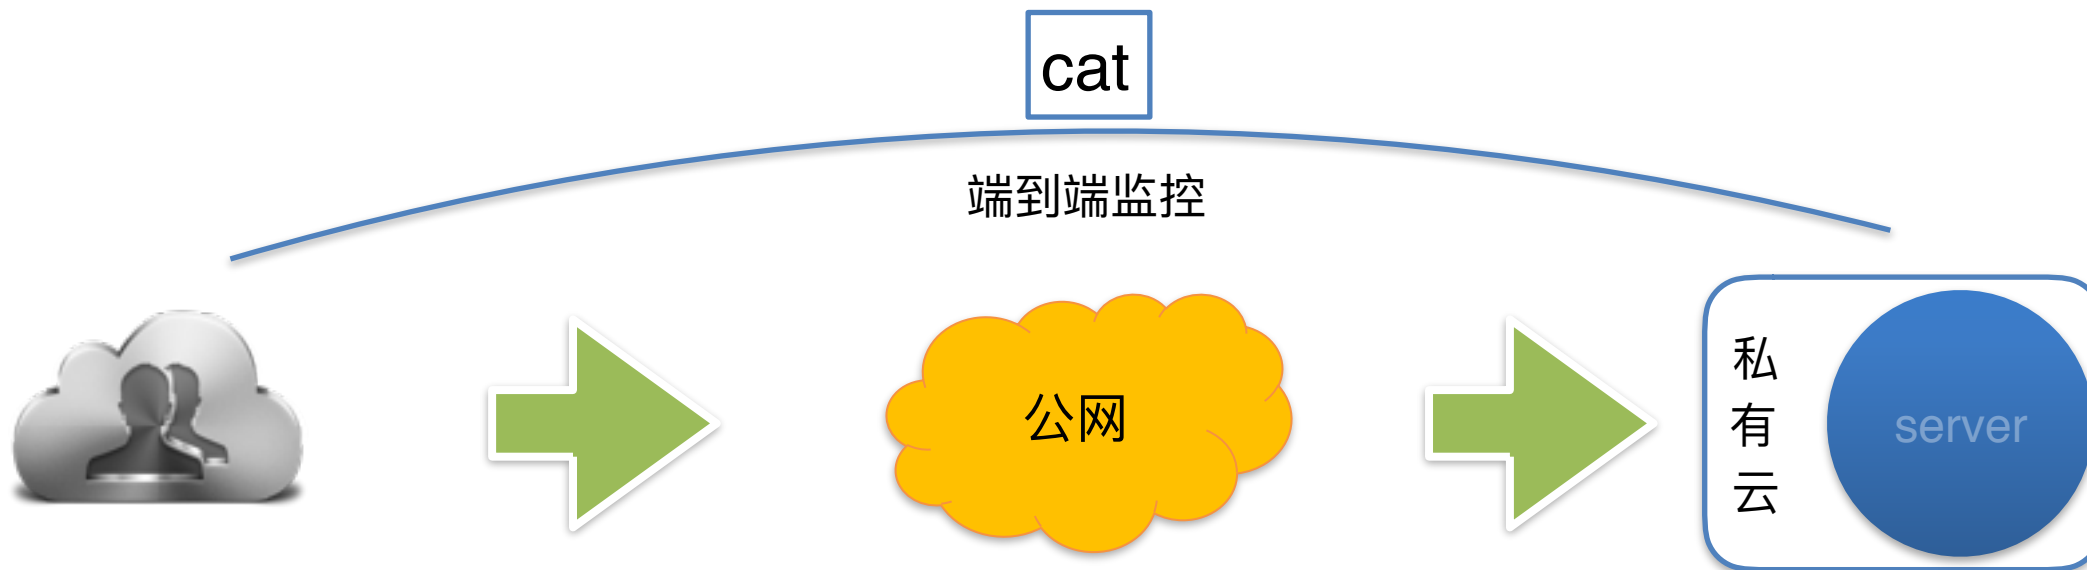 cat
端到端监控
公网
私
有
云
server